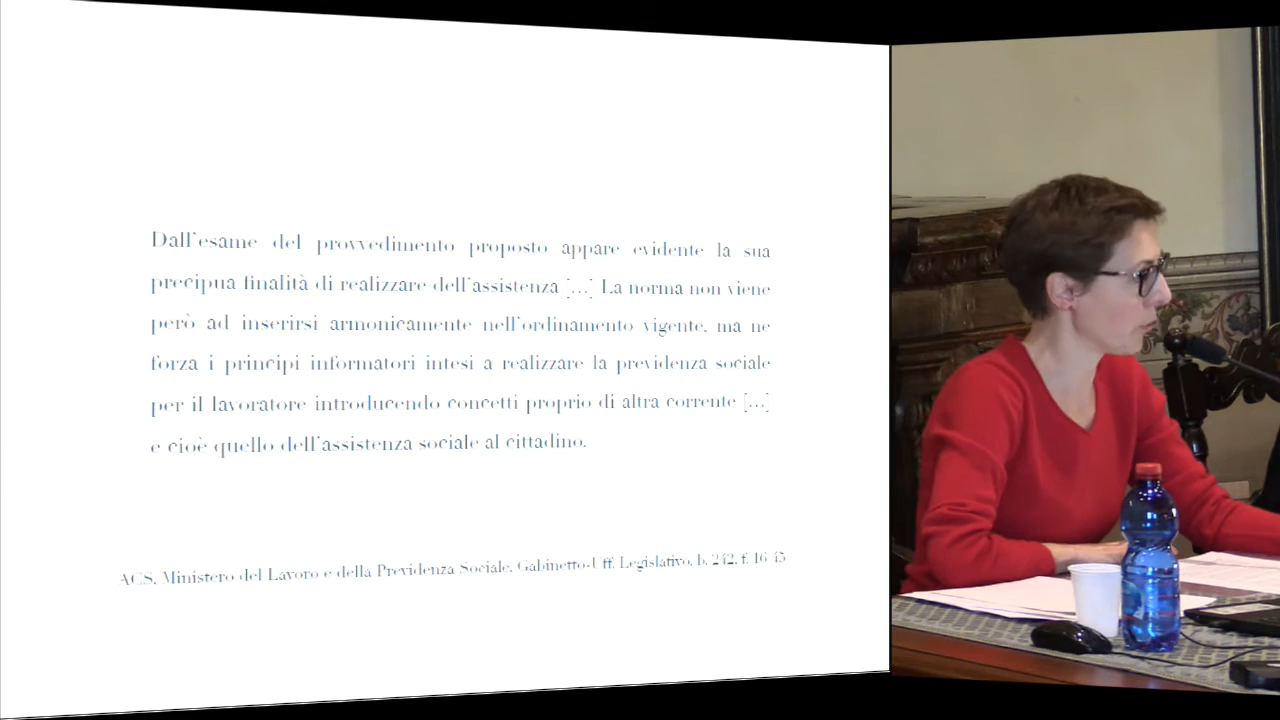 Dall'esame del provvedimento proposto appare evidente la sua
precipua finalità di realizzare dell'assistenza [...] La norma non viene
però ad inserirsi armonicamente nell'ordinamento vigente, ma ne
forza i principi informatori intesi a realizzare la previdenza sociale
per il lavoratore introducendo concetti proprio di altra corrente [...]
e cioè quello dell'assistenza sociale al cittadino.
ACS, Ministero del Lavoro e della Previdenza Sociale, Gabinetto-Uff. Legislativo, b. 242, f. 46-45